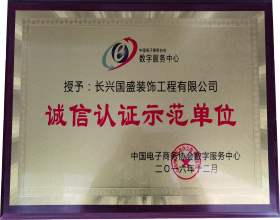 中国电子商务协会
数字服务中心
授予：长兴国盛装饰工程有限公司
诚信认证示范单位
中国电子商务协会数字服务中心
二〇一六年十二月